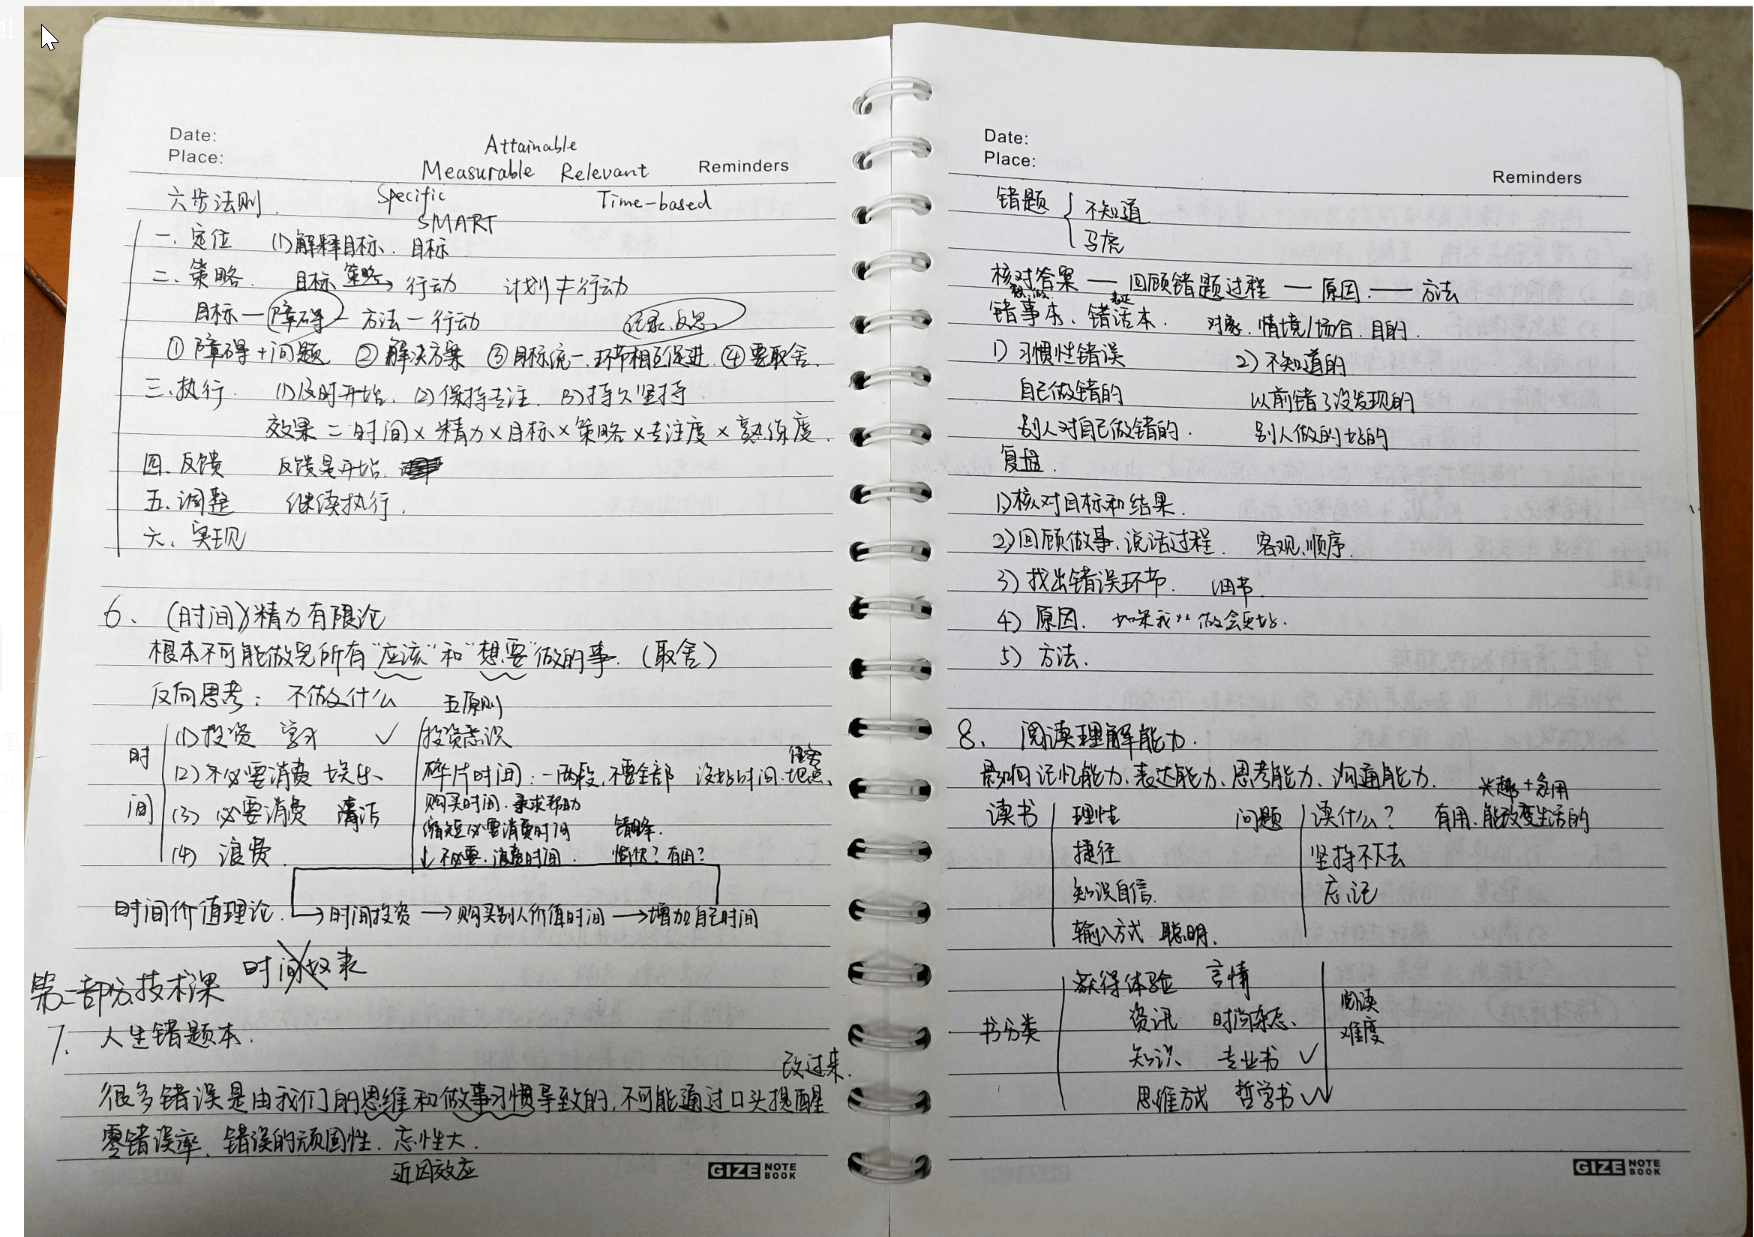 Date:
Place:
Attainable
Measurable Relevant Reminders
六步法则. Specific Time-based
SMART
一. 定位 (1)解释目标. 目标
二. 策略 目标 策略→ 行动 计划≠行动
目标—障碍—方法—行动 记录.反思
①障碍+问题 ②解决方案 ③目标统一.环节相互促进 ④要取舍.
三.执行. (1)及时开始. (2)保持专注. (3)持久坚持.
效果=时间×精力×目标×策略×专注度×熟练度.
四.反馈 反馈是开始.
五.调整 继续执行.
六.实现
6. (时间)精力有限论
根本不可能做完所有"应该"和"想要"做的事.(取舍)
反向思考: 不做什么 五原则
时间
(1)投资 学习 ✓
(2)不必要消费 娱乐
(3)必要消费 清洁
(4) 浪费.
投资意识
碎片时间:一两段,不要全部 没好时间.地点.
购买时间.寻求帮助
缩短必要消费时间 错峰.
↓不必要.浪费时间. 愉快?有用?
时间价值理论. →时间投资→购买别人价值时间→增加自己时间
时间奴隶
第二部分技术课
7. 人生错题本.
改过来.
很多错误是由我们的思维和做事习惯导致的,不可能通过口头提醒
零错误率. 错误的顽固性. 忘性大.
近因效应
GIZE NOTE BOOK
Date:
Place:
Reminders
错题 { 不知道
马虎
核对答案—回顾错题过程—原因.—方法
错事本、错话本. 对象.情境/场合.目的.
1) 习惯性错误 2)不知道的
自己做错的 以前错了没发现的
别人对自己做错的. 别人做的好的
复盘.
1)核对目标和结果.
2)回顾做事、说话过程. 客观.顺序.
3) 找出错误环节. 细节.
4) 原因. 如果我..做会更好.
5) 方法.
8. 阅读理解能力.
影响记忆能力、表达能力、思考能力、沟通能力. 兴趣+急用
读书 理性 问题 读什么? 有用.能改变生活的
捷径 坚持不下去
知识自信. 忘记
输入方式 聪明.
书分类
获得体验 言情
资讯 时尚杂志.
知识 专业书 ✓
思维方式 哲学书 ✓
阅读难度
GIZE NOTE BOOK